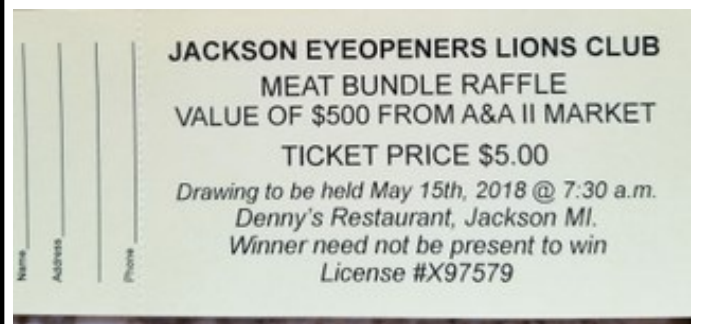 JACKSON EYEOPENERS LIONS CLUB
MEAT BUNDLE RAFFLE
VALUE OF $500 FROM A&A II MARKET
TICKET PRICE $5.00
Drawing to be held May 15th, 2018 @ 7:30 a.m.
Denny's Restaurant, Jackson MI.
Winner need not be present to win
License #X97579
Name
Address
Phone